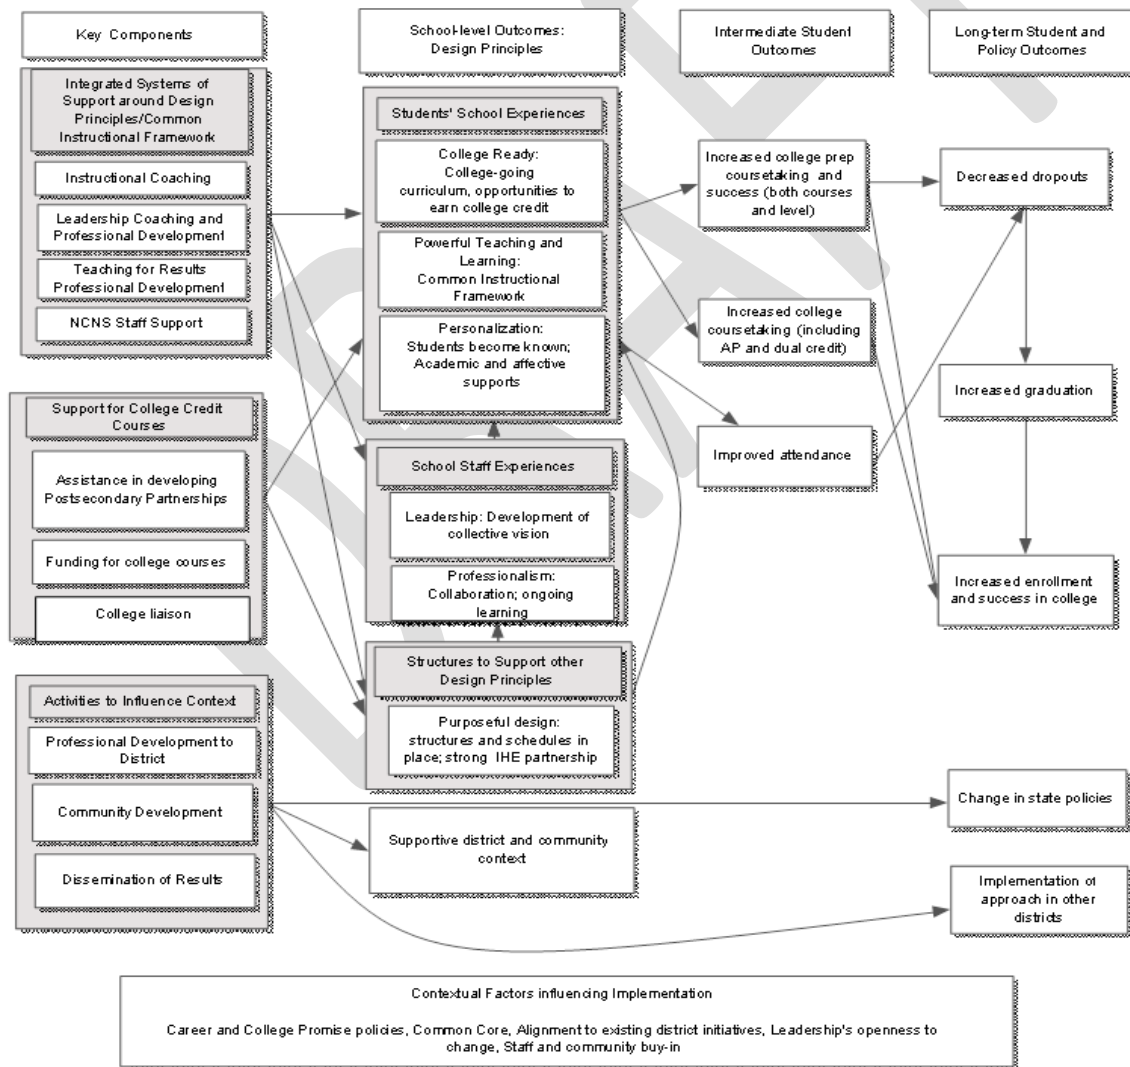 Key Components
School-level Outcomes:
Design Principles
Intermediate Student
Outcomes
Long-term Student and
Policy Outcomes
Integrated Systems of
Support around Design
Principles/Common
Instructional Framework
Instructional Coaching
Leadership Coaching and
Professional Development
Teaching for Results
Professional Development
NCNS Staff Support
Support for College Credit
Courses
Assistance in developing
Postsecondary Partnerships
Funding for college courses
College liaison
Activities to Influence Context
Professional Development to
District
Community Development
Dissemination of Results
Students' School Experiences
College Ready:
College-going
curriculum, opportunities to
earn college credit
Powerful Teaching and
Learning:
Common Instructional
Framework
Personalization:
Students become known;
Academic and affective
supports
School Staff Experiences
Leadership: Development of
collective vision
Professionalism:
Collaboration; ongoing
learning
Structures to Support other
Design Principles
Purposeful design:
structures and schedules in
place; strong IHE partnership
Supportive district and community
context
Increased college prep
coursetaking and
success (both courses
and level)
Increased college
coursetaking (including
AP and dual credit)
Improved attendance
Decreased dropouts
Increased graduation
Increased enrollment
and success in college
Change in state policies
Implementation of
approach in other
districts
Contextual Factors influencing Implementation
Career and College Promise policies, Common Core, Alignment to existing district initiatives, Leadership's openness to
change, Staff and community buy-in